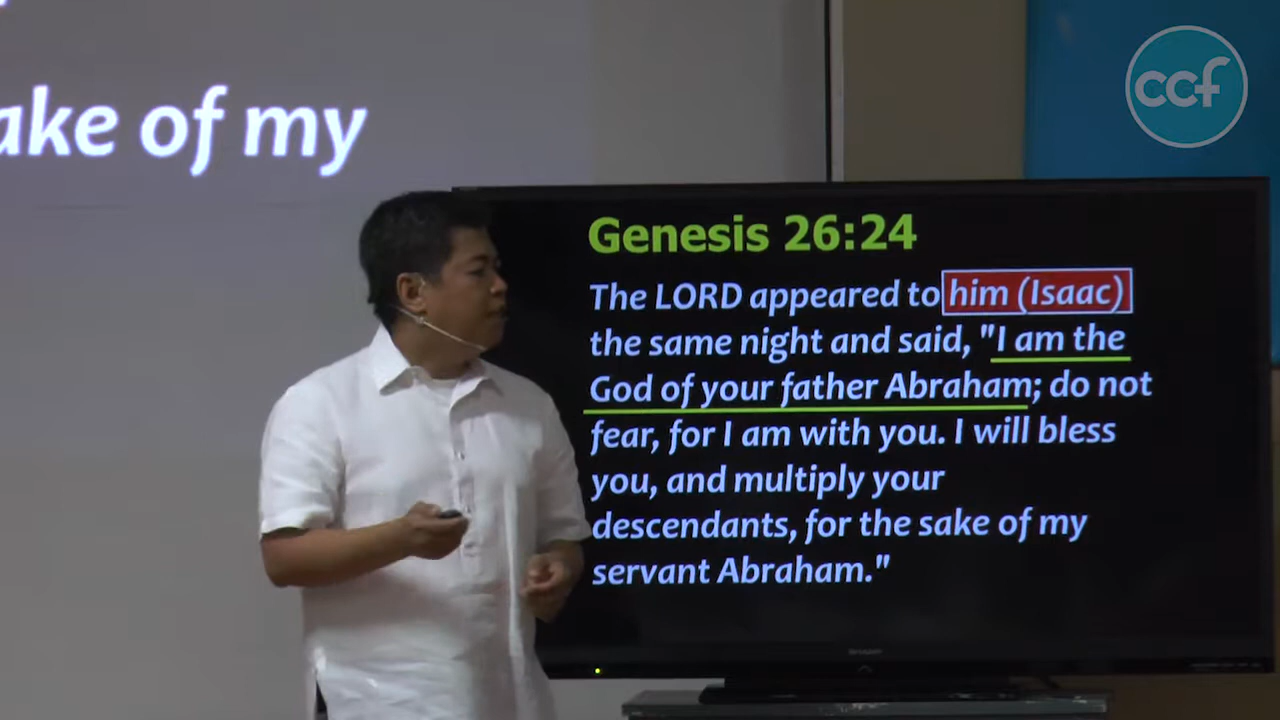 ake of my
ccf
Genesis 26:24
The LORD appeared to him (Isaac)
the same night and said, "I am the
God of your father Abraham; do not
fear, for I am with you. I will bless
you, and multiply your
descendants, for the sake of my
servant Abraham."
SHARP